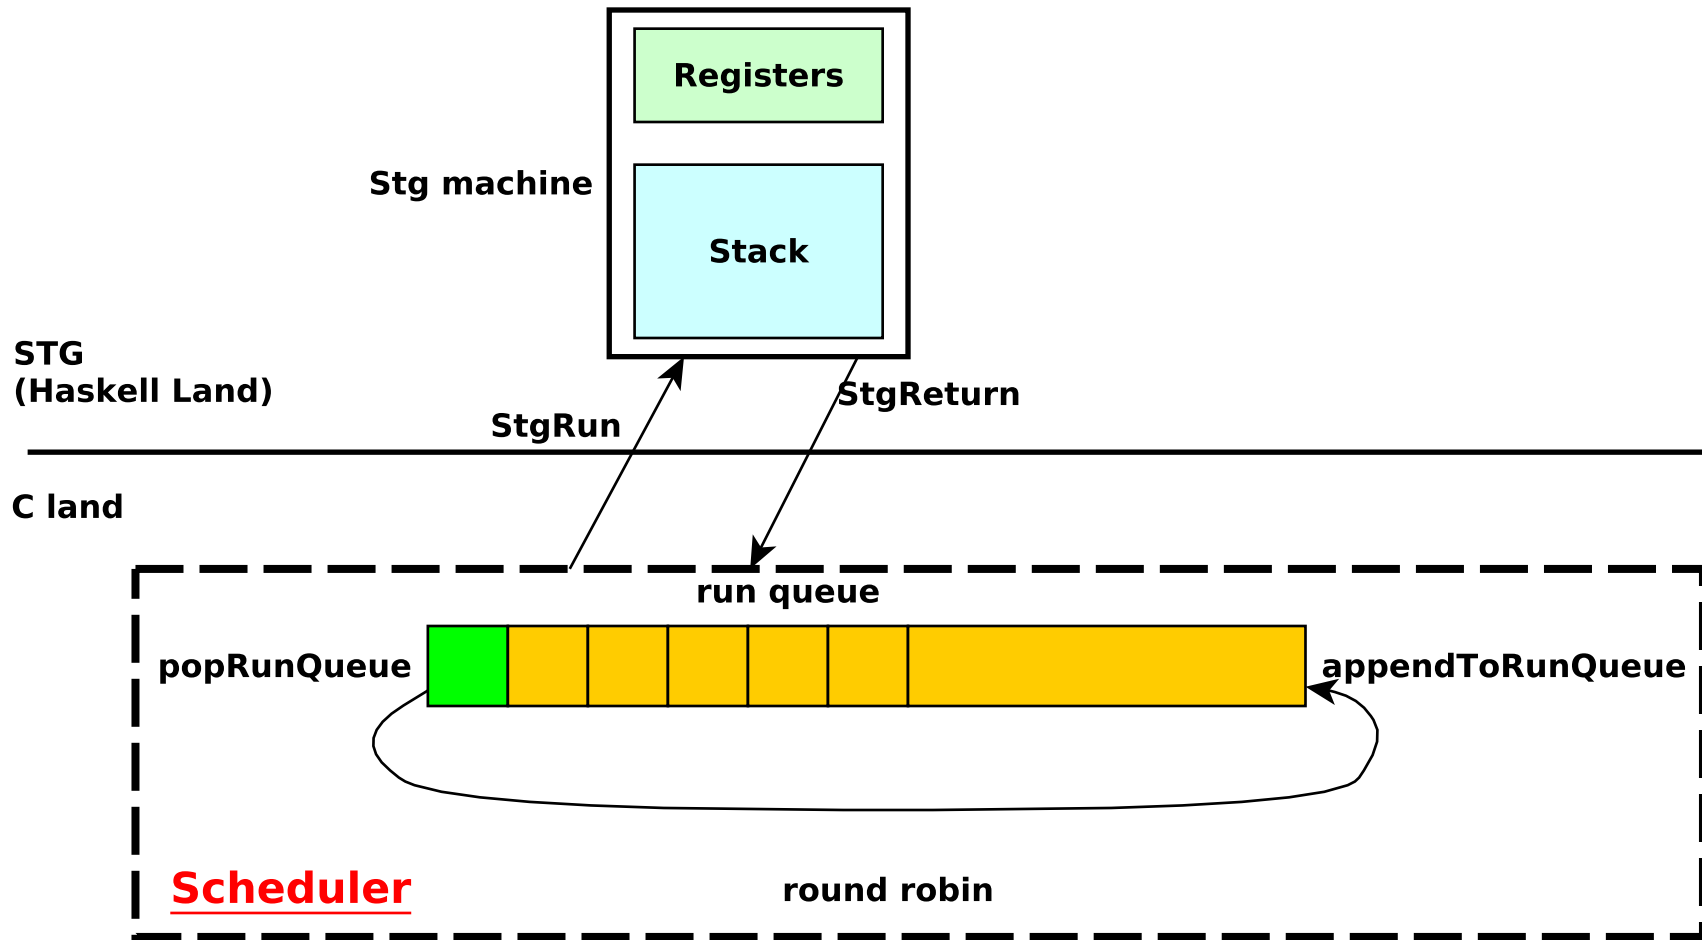 Registers
Stg machine
Stack
STG
(Haskell Land)
StgReturn
StgRun
C land
run queue
popRunQueue
appendToRunQueue
Scheduler
round robin